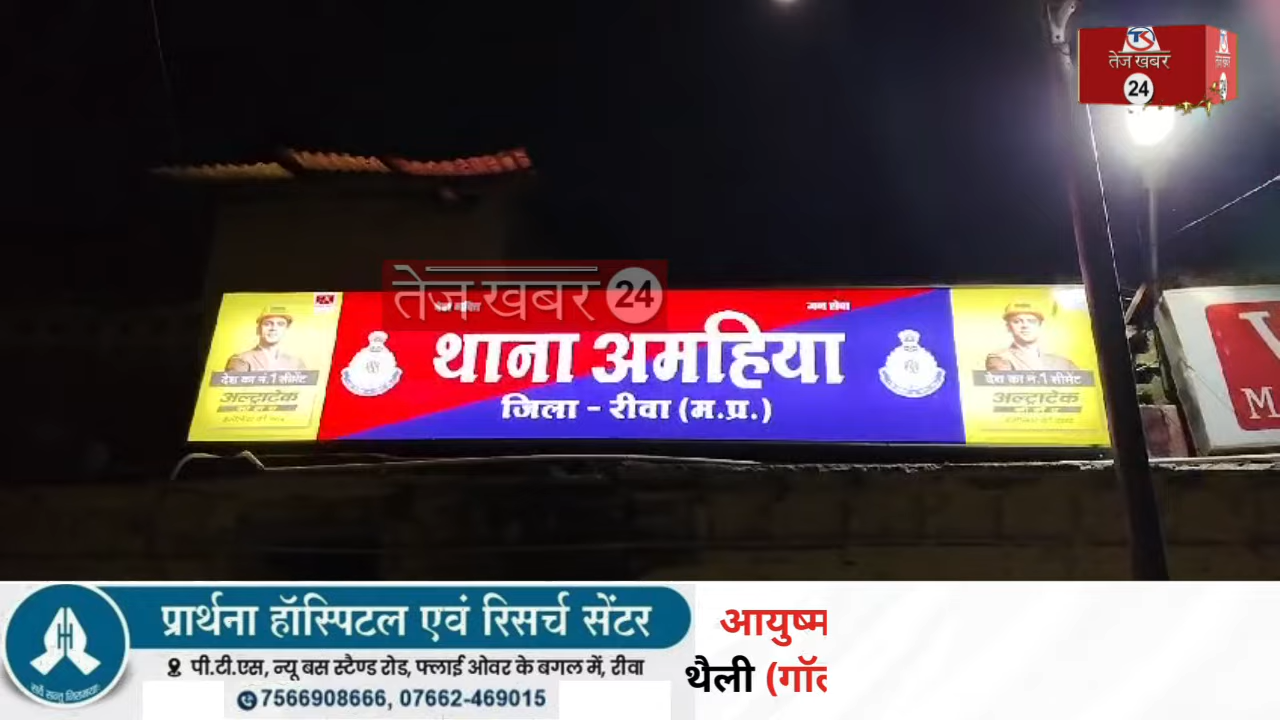 तेज खबर
24
तेज खबर 24
जन सेवा
थाना अमहिया
जिला - रीवा (म.प्र.)
देश का नं.1 सीमेंट
अल्ट्राटेक
देश का नं.1 सीमेंट
अल्ट्राटेक
M
प्रार्थना हॉस्पिटल एवं रिसर्च सेंटर
पी.टी.एस, न्यू बस स्टैण्ड रोड, फ्लाई ओवर के बगल में, रीवा
7566908666, 07662-469015
आयुष्म
थैली (गॉल